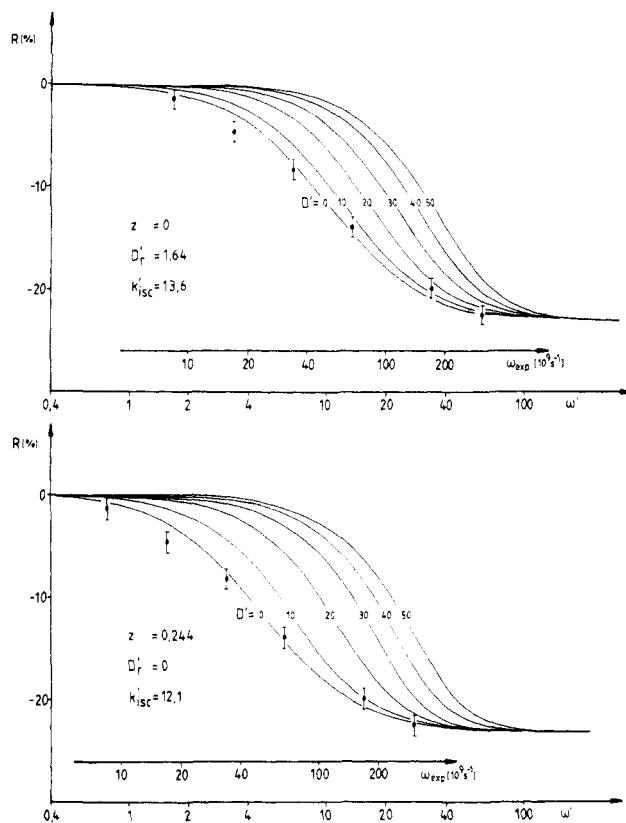 R(%)
0
-10
-20
D' = 0 10 20 30 40 50
z = 0
D'r = 1,64
k'isc = 13,6
10 20 40 100 200 ωexp (10⁹s⁻¹)
0,4 1 2 4 10 20 40 100 ω'
R(%)
0
-10
-20
D' = 0 10 20 30 40 50
z = 0,244
D'r = 0
k'isc = 12,1
10 20 40 100 200 ωexp (10⁹s⁻¹)
0,4 1 2 4 10 20 40 100 ω'